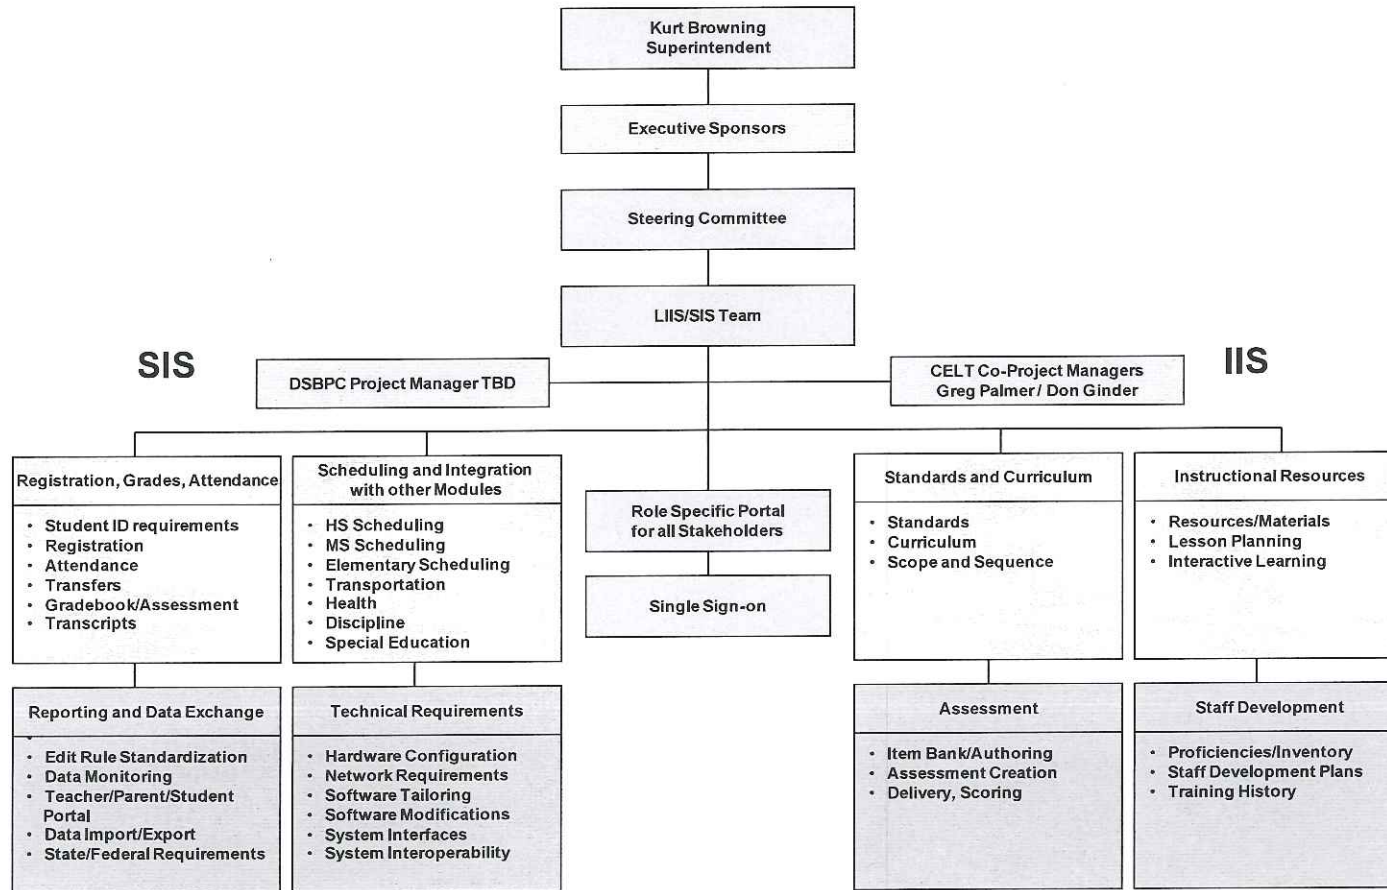 Kurt Browning
Superintendent
Executive Sponsors
Steering Committee
LIIS/SIS Team
SIS
DSBPC Project Manager TBD
CELT Co-Project Managers
Greg Palmer / Don Ginder
IIS
Registration, Grades, Attendance
• Student ID requirements
• Registration
• Attendance
• Transfers
• Gradebook/Assessment
• Transcripts
Scheduling and Integration
with other Modules
• HS Scheduling
• MS Scheduling
• Elementary Scheduling
• Transportation
• Health
• Discipline
• Special Education
Role Specific Portal
for all Stakeholders
Single Sign-on
Standards and Curriculum
• Standards
• Curriculum
• Scope and Sequence
Instructional Resources
• Resources/Materials
• Lesson Planning
• Interactive Learning
Reporting and Data Exchange
•
• Edit Rule Standardization
• Data Monitoring
• Teacher/Parent/Student
Portal
• Data Import/Export
• State/Federal Requirements
Technical Requirements
• Hardware Configuration
• Network Requirements
• Software Tailoring
• Software Modifications
• System Interfaces
• System Interoperability
Assessment
• Item Bank/Authoring
• Assessment Creation
• Delivery, Scoring
Staff Development
• Proficiencies/Inventory
• Staff Development Plans
• Training History